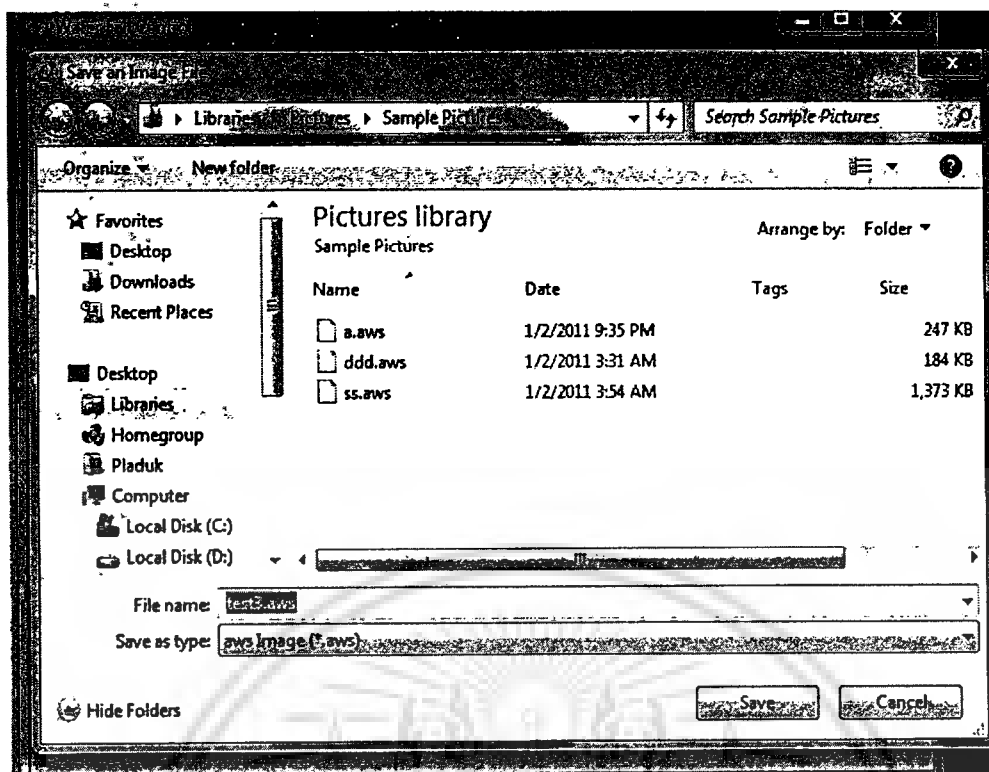 Save an Image File
Libraries ▸ Pictures ▸ Sample Pictures
Search Sample Pictures
Organize
New folder
Favorites
Desktop
Downloads
Recent Places
Desktop
Libraries
Homegroup
Pladuk
Computer
Local Disk (C:)
Local Disk (D:)
Pictures library
Sample Pictures
Arrange by: Folder
Name Date Tags Size
a.aws 1/2/2011 9:35 PM 247 KB
ddd.aws 1/2/2011 3:31 AM 184 KB
ss.aws 1/2/2011 3:54 AM 1,373 KB
File name: test3.aws
Save as type: aws Image (*.aws)
Hide Folders
Save
Cancel